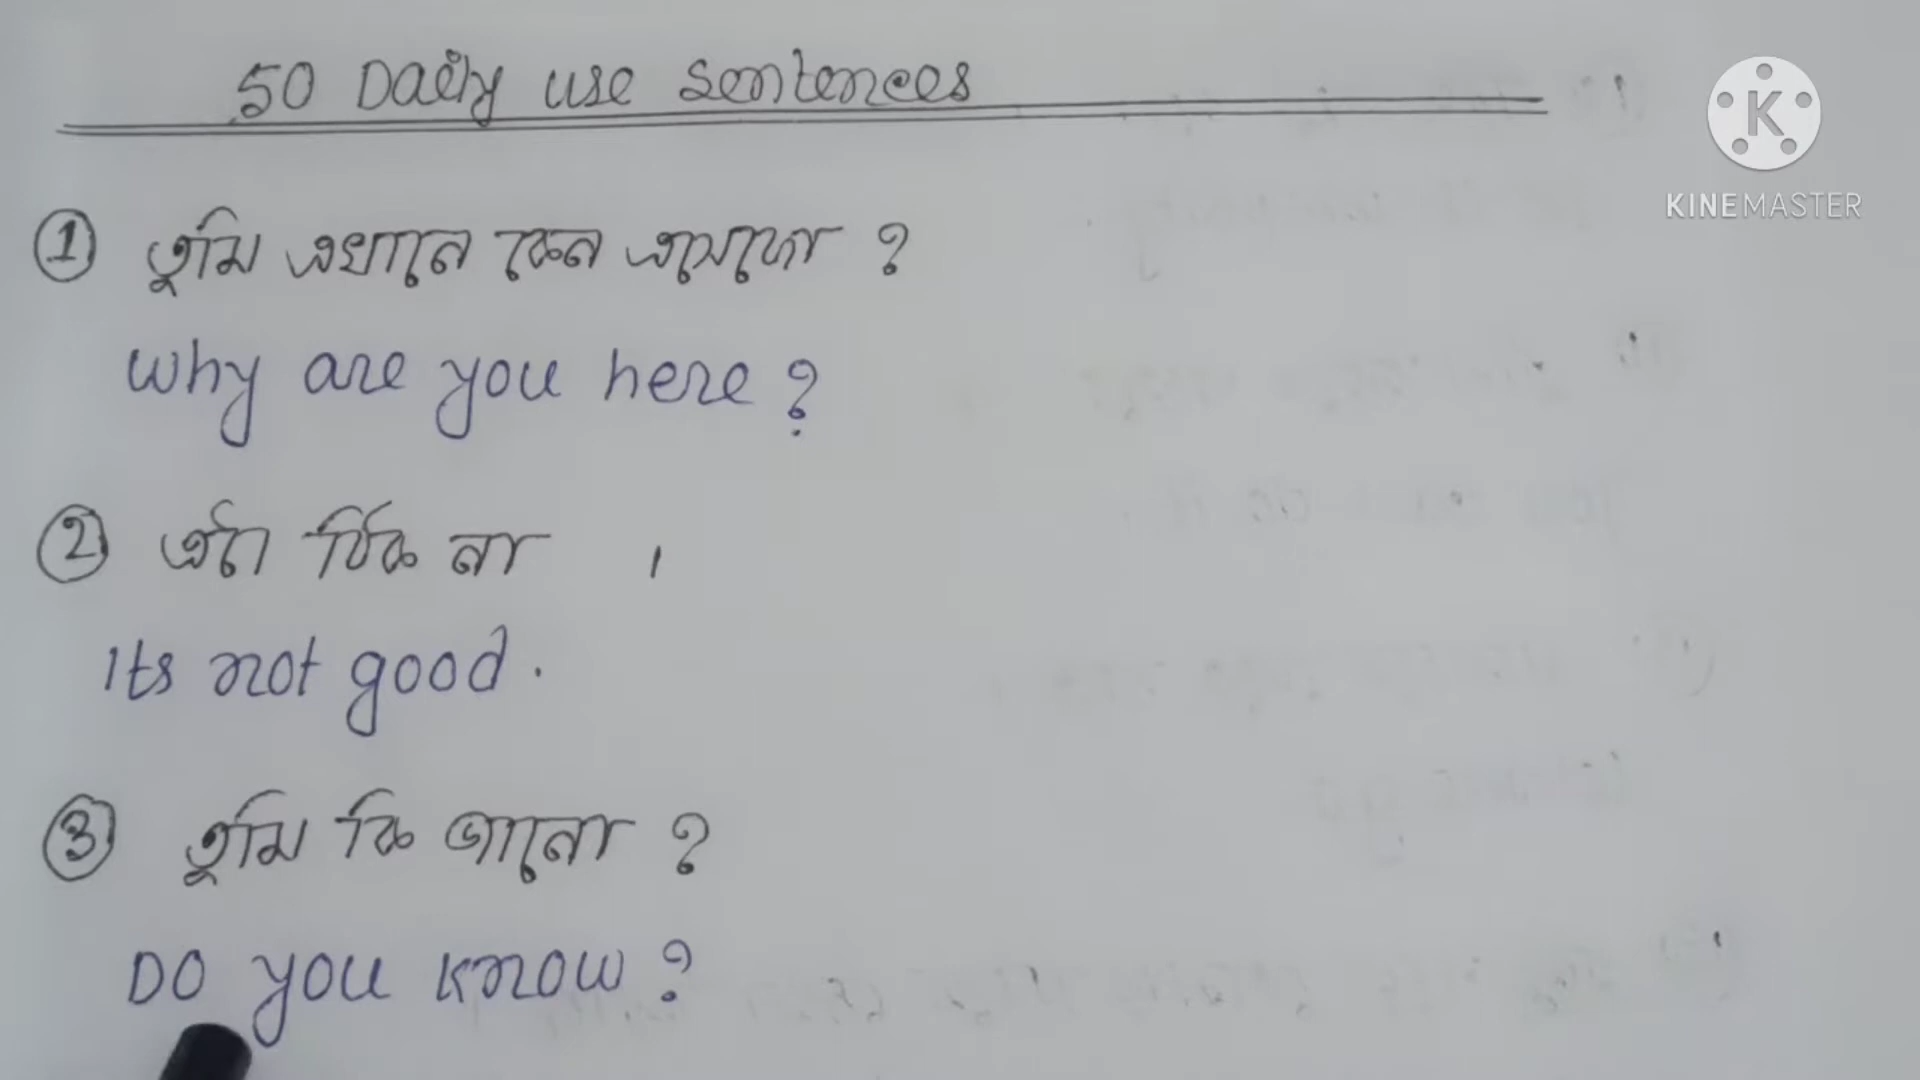 50 Daily use sentences
K
KINEMASTER
① তুমি এখানে কেন এসেছো ?
Why are you here ?
② এটা ঠিক না ।
Its not good .
③ তুমি কি জানো ?
Do you know ?